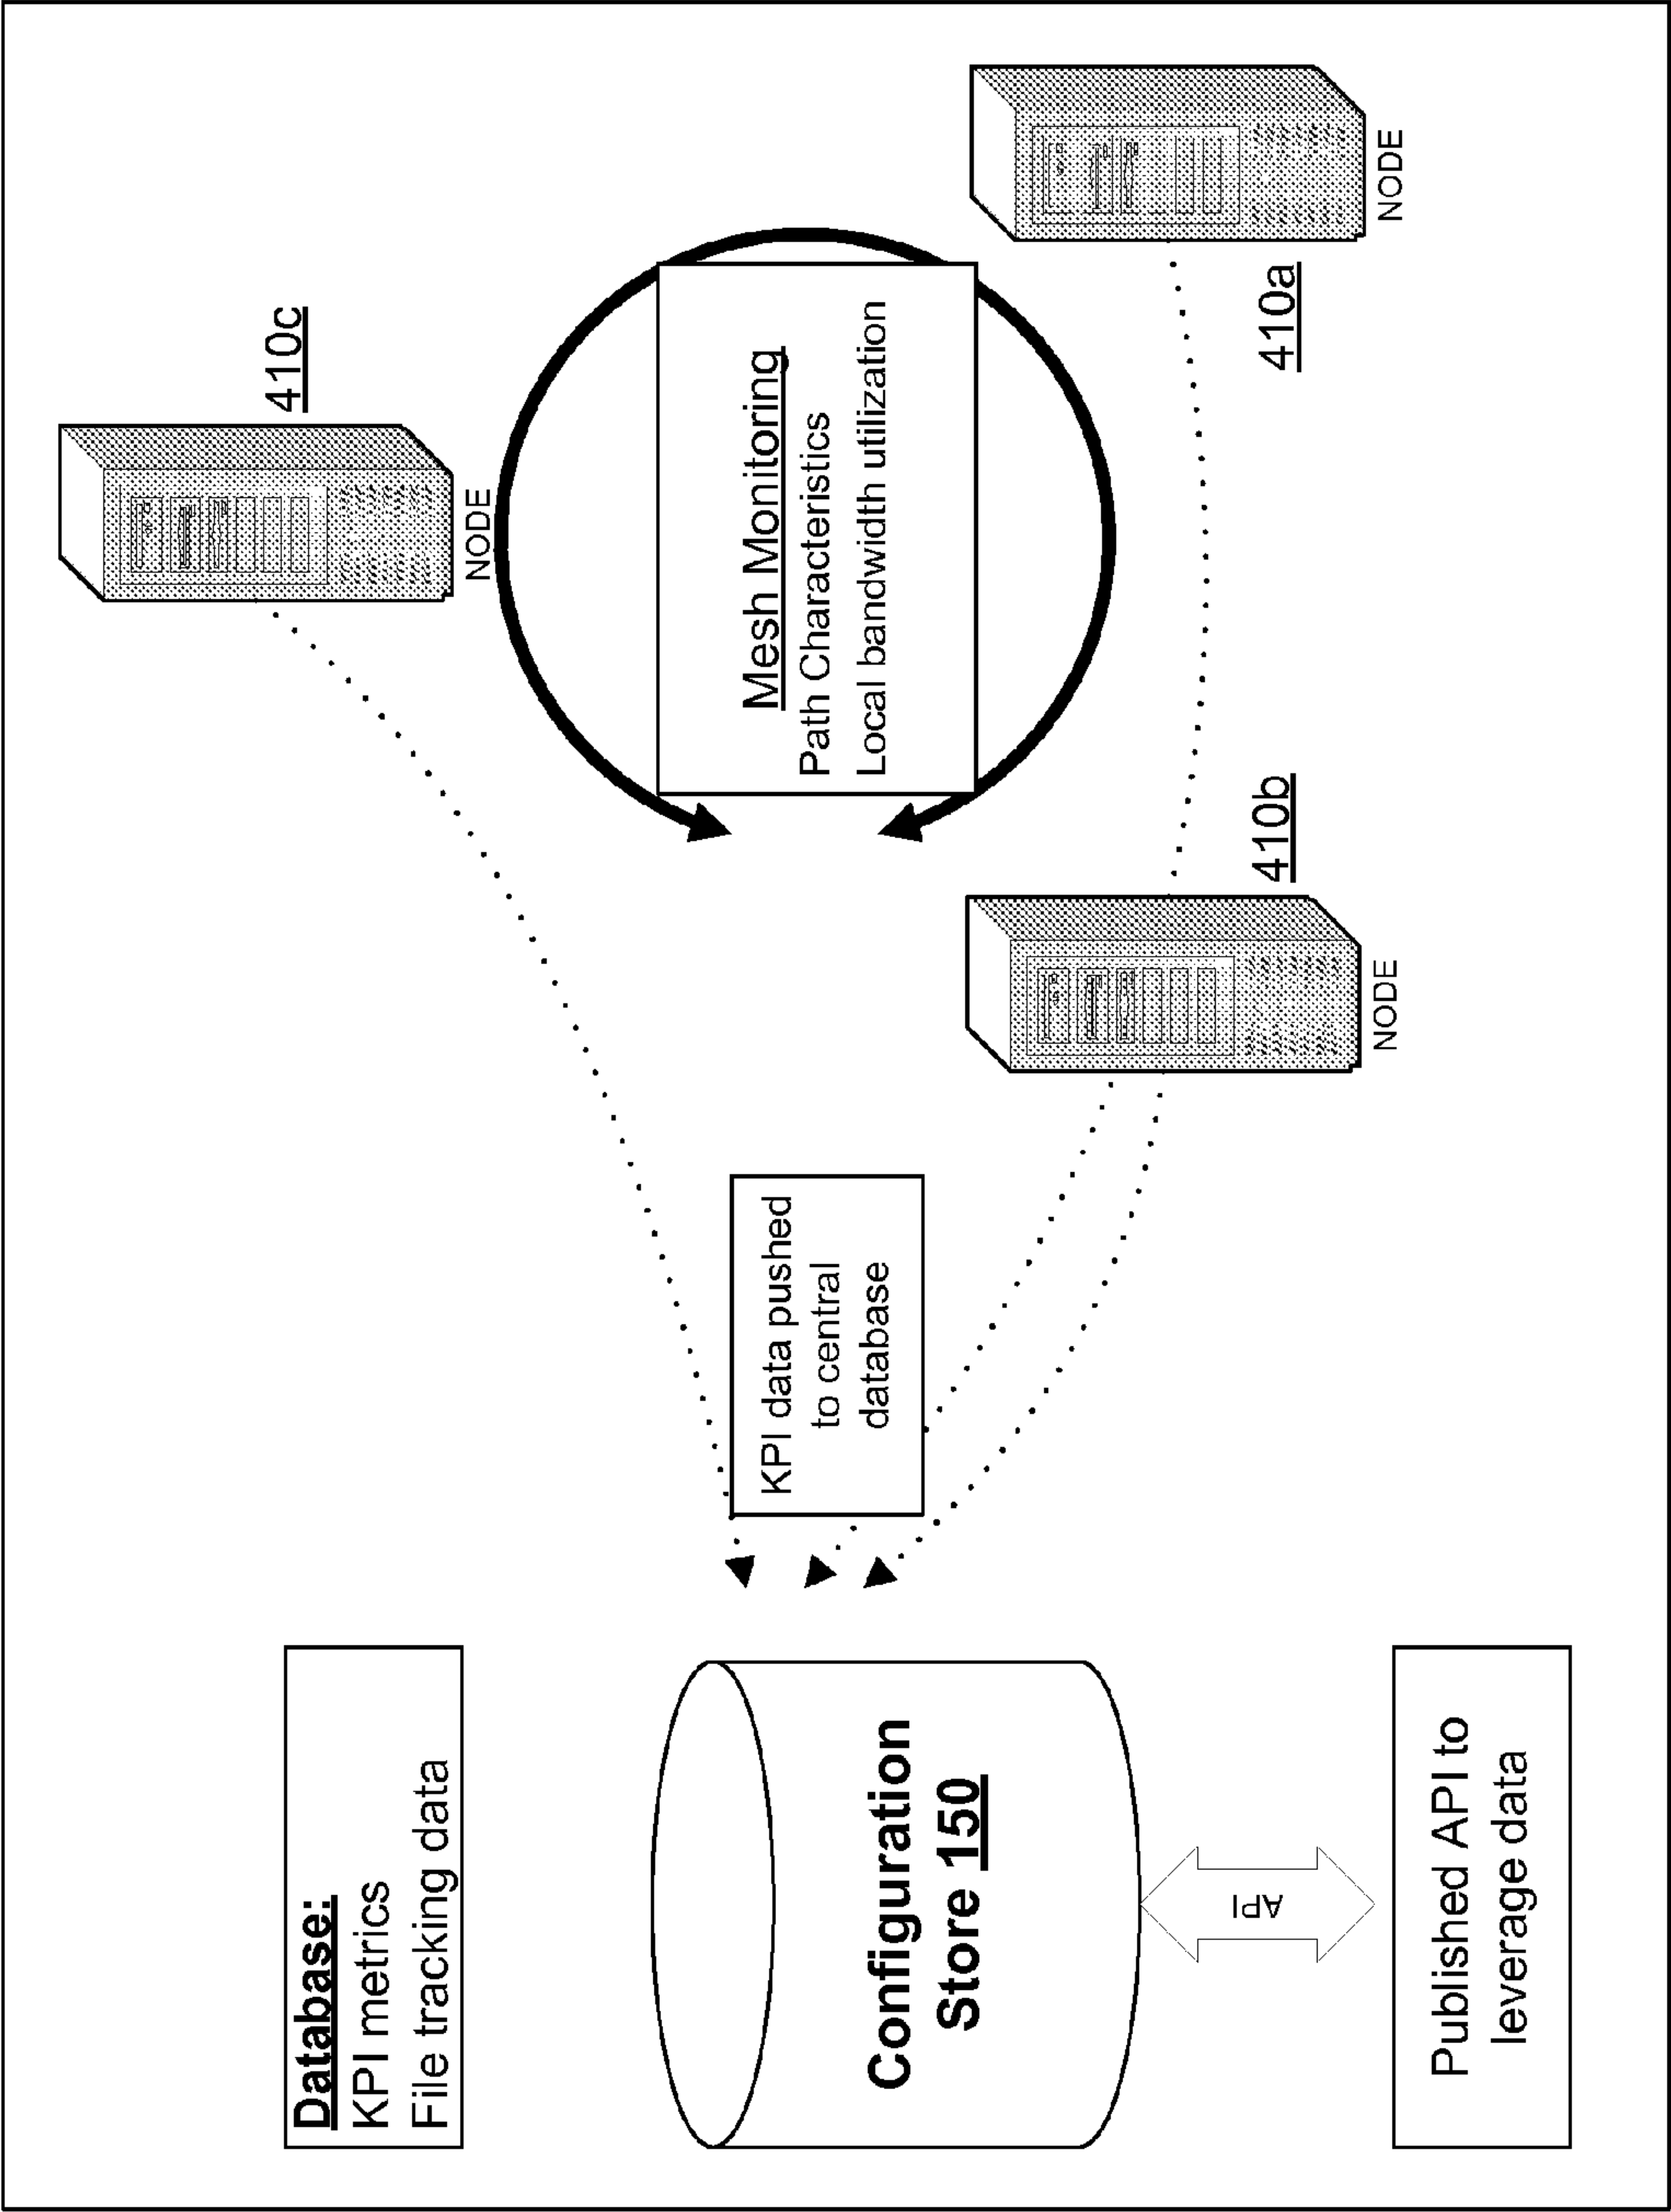 Database:
KPI metrics
File tracking data
Configuration
Store 150
API
Published API to
leverage data
KPI data pushed
to central
database
410c
NODE
Mesh Monitoring
Path Characteristics
Local bandwidth utilization
410b
NODE
410a
NODE